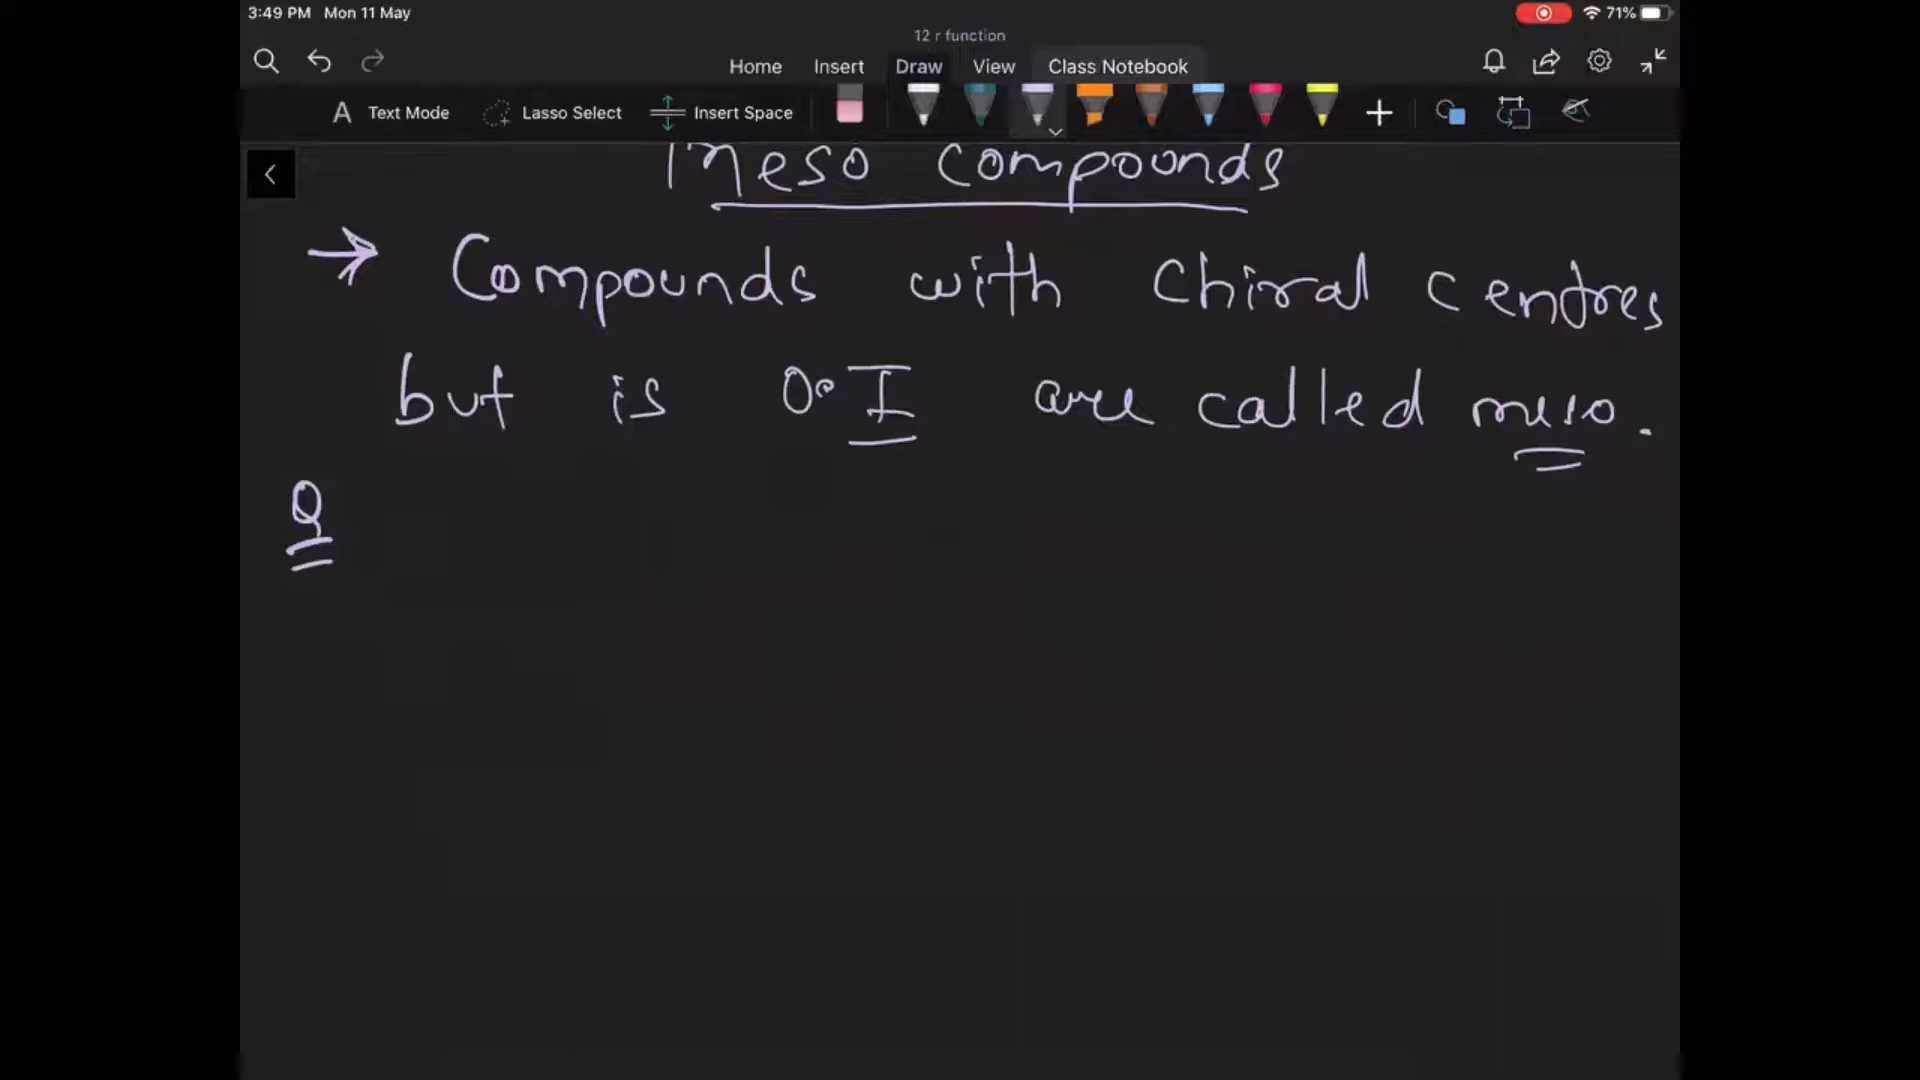 3:49 PM Mon 11 May
71%
12 r function
Home Insert Draw View Class Notebook
A Text Mode Lasso Select Insert Space
Meso Compounds
→ Compounds with Chiral centres
but is O.I are called meso.
Q